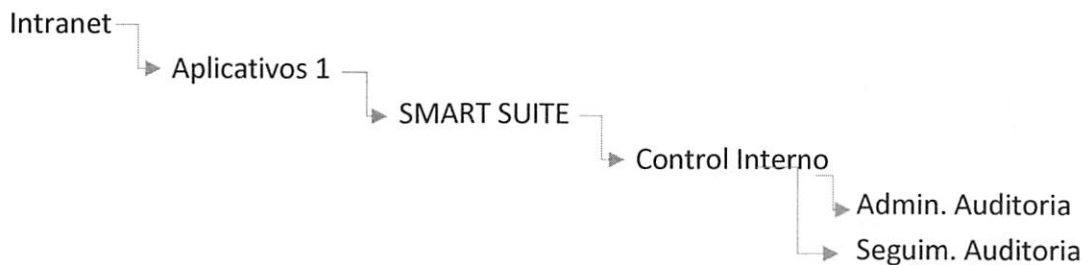 Intranet
Aplicativos 1
SMART SUITE
Control Interno
Admin. Auditoria
Seguim. Auditoria